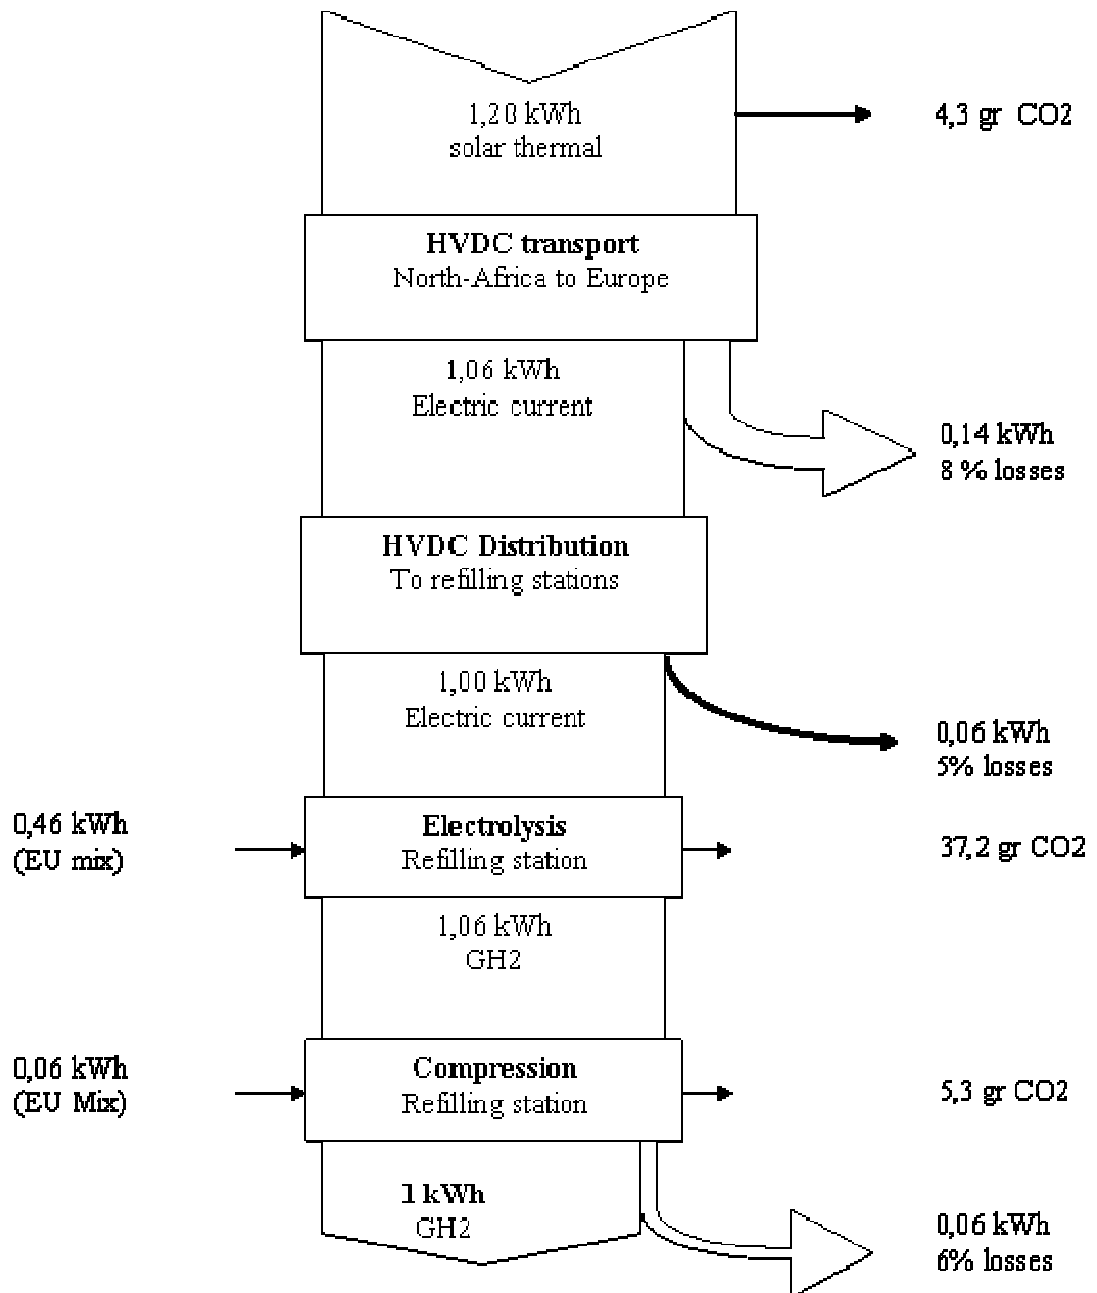 1,20 kWh
solar thermal
4,3 gr CO2
HVDC transport
North-Africa to Europe
1,06 kWh
Electric current
0,14 kWh
8 % losses
HVDC Distribution
To refilling stations
1,00 kWh
Electric current
0,06 kWh
5% losses
0,46 kWh
(EU mix)
Electrolysis
Refilling station
37,2 gr CO2
1,06 kWh
GH2
0,06 kWh
(EU Mix)
Compression
Refilling station
5,3 gr CO2
1 kWh
GH2
0,06 kWh
6% losses